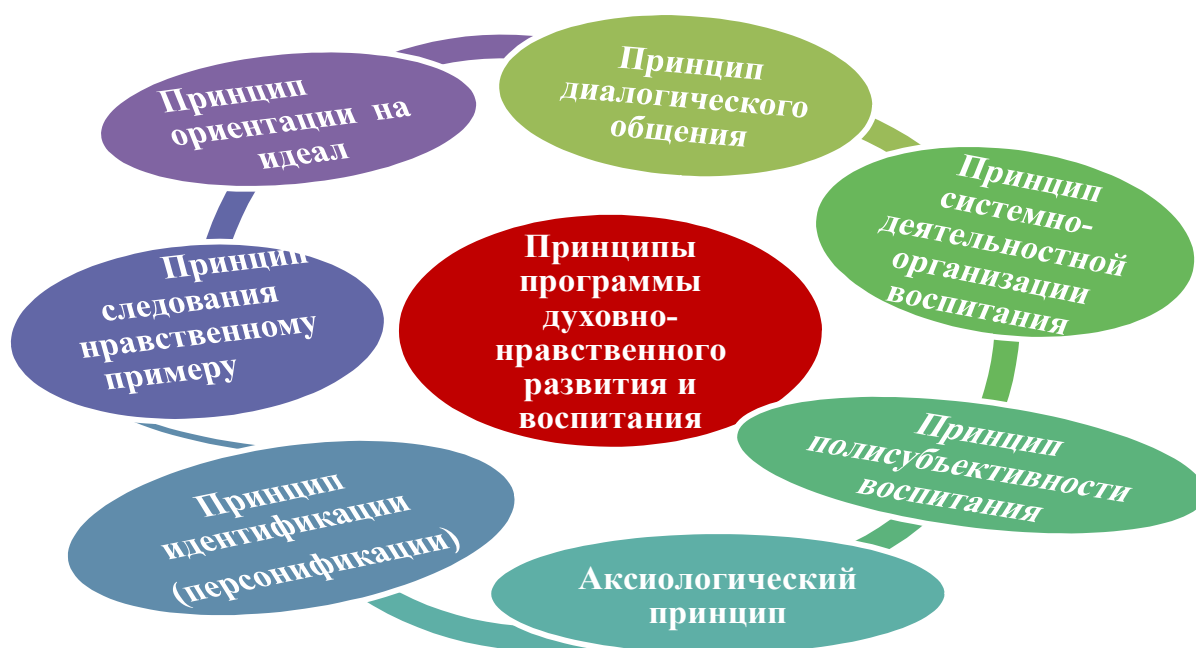 Принцип
диалогического
общения
Принцип
системно-
деятельностной
организации
воспитания
Принцип
полисубъективности
воспитания
Аксиологический
принцип
Принцип
идентификации
(персонификации)
Принцип
следования
нравственному
примеру
Принцип
ориентации на
идеал
Принципы
программы
духовно-
нравственного
развития и
воспитания